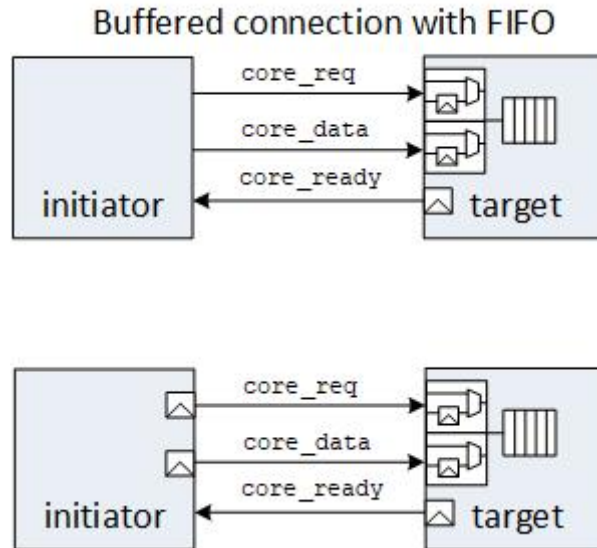 Buffered connection with FIFO
core_req
core_data
core_ready
initiator
target
core_req
core_data
core_ready
initiator
target